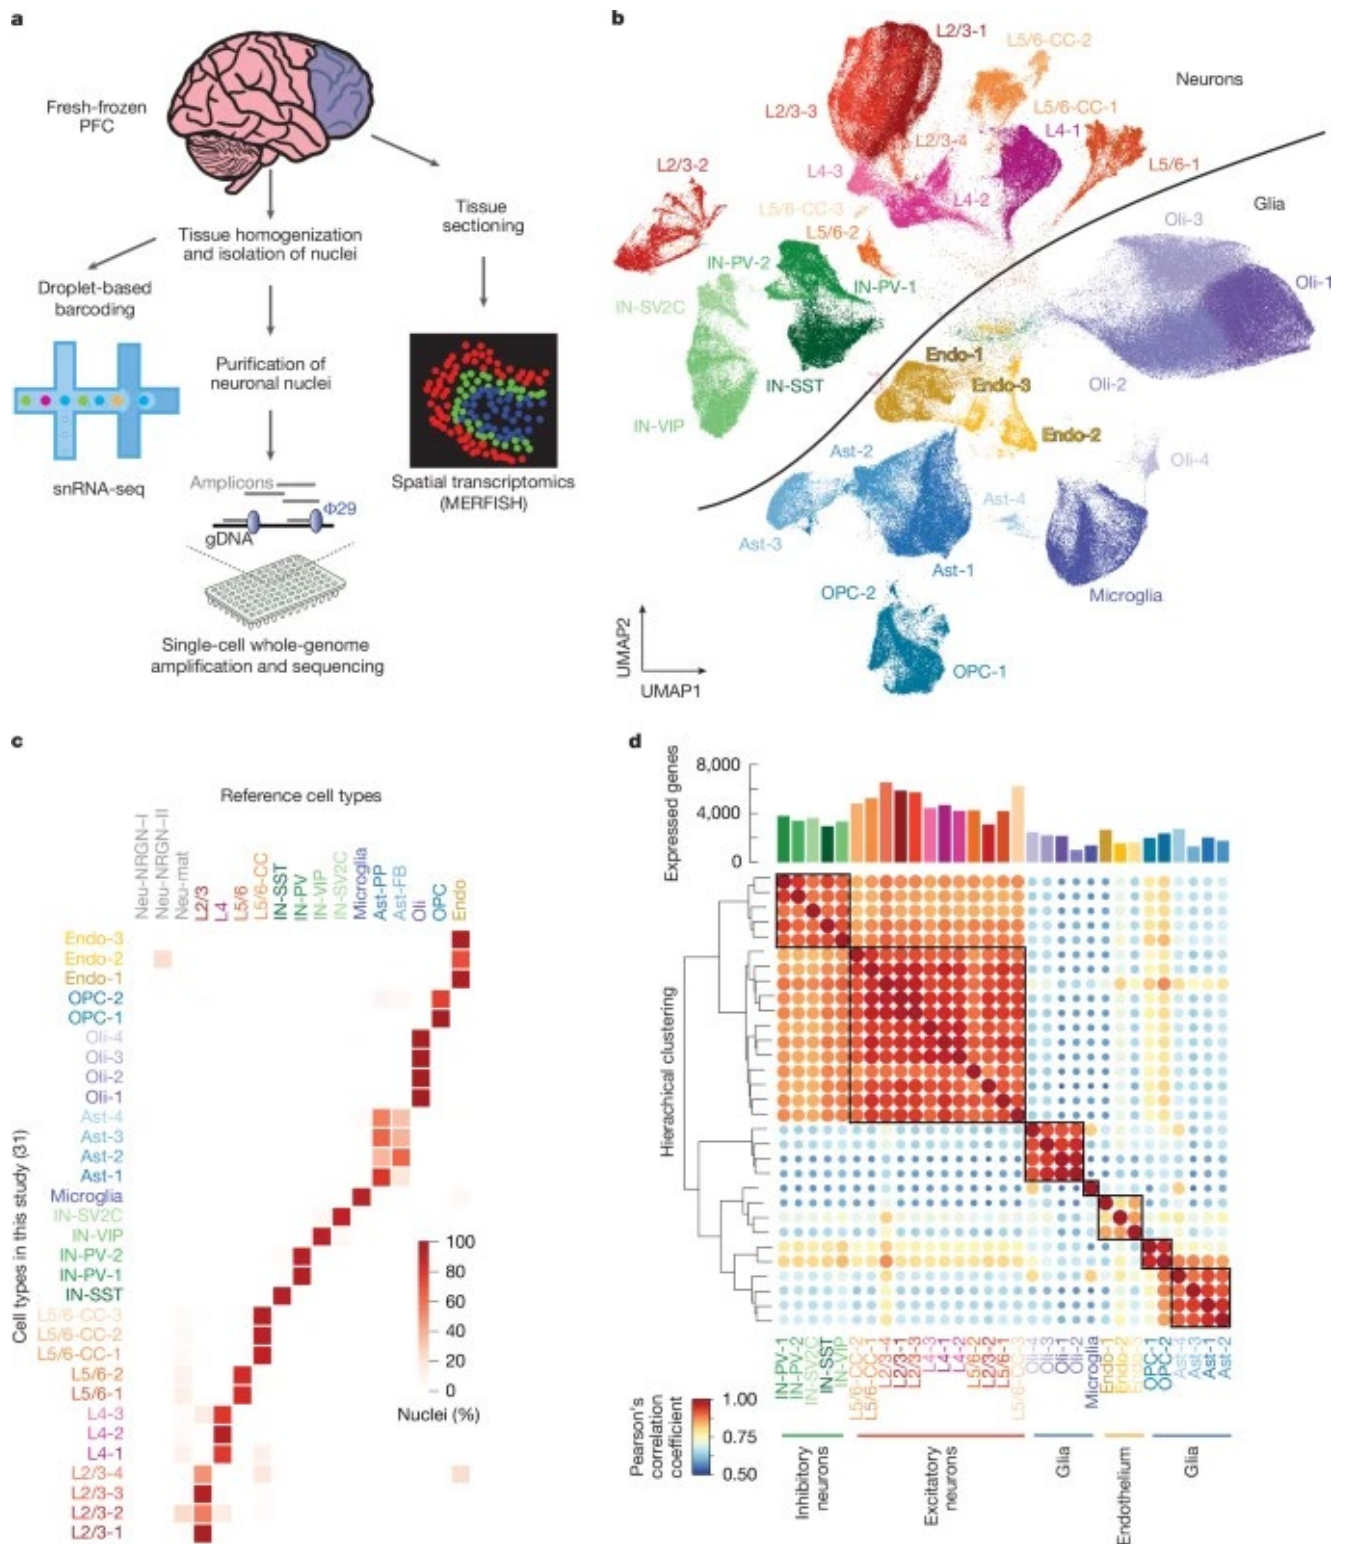 a
Fresh-frozen
PFC
Tissue homogenization
and isolation of nuclei
Tissue
sectioning
Droplet-based
barcoding
Purification of
neuronal nuclei
snRNA-seq
Amplicons
Φ29
gDNA
Spatial transcriptomics
(MERFISH)
Single-cell whole-genome
amplification and sequencing
b
L2/3-1
L5/6-CC-2
Neurons
L2/3-3
L5/6-CC-1
L2/3-4
L4-1
L2/3-2
L4-3
L5/6-1
L4-2
L5/6-CC-3
Glia
Oli-3
L5/6-2
IN-PV-2
IN-PV-1
Oli-1
IN-SV2C
Endo-1
IN-SST
Endo-3
Oli-2
IN-VIP
Endo-2
Ast-2
Oli-4
Ast-4
Ast-3
Ast-1
OPC-2
Microglia
OPC-1
UMAP2
UMAP1
c
Reference cell types
Neu-NRGN-I
Neu-NRGN-II
Neu-mat
L2/3
L4
L5/6
L5/6-CC
IN-SST
IN-PV
IN-VIP
IN-SV2C
Microglia
Ast-PP
Ast-FB
Oli
OPC
Endo
Cell types in this study (31)
Endo-3
Endo-2
Endo-1
OPC-2
OPC-1
Oli-4
Oli-3
Oli-2
Oli-1
Ast-4
Ast-3
Ast-2
Ast-1
Microglia
IN-SV2C
IN-VIP
IN-PV-2
IN-PV-1
IN-SST
L5/6-CC-3
L5/6-CC-2
L5/6-CC-1
L5/6-2
L5/6-1
L4-3
L4-2
L4-1
L2/3-4
L2/3-3
L2/3-2
L2/3-1
100
80
60
40
20
0
Nuclei (%)
d
Expressed genes
8,000
4,000
0
Hierachical clustering
IN-PV-1
IN-PV-2
IN-SV2C
IN-SST
IN-VIP
L5/6-CC-2
L5/6-CC-1
L2/3-4
L2/3-1
L2/3-3
L4-3
L4-1
L4-2
L5/6-2
L2/3-2
L5/6-1
L5/6-CC-3
Oli-4
Oli-3
Oli-1
Oli-2
Microglia
Endo-1
Endo-2
OPC-1
OPC-2
Ast-4
Ast-3
Ast-1
Ast-2
Pearson's
correlation
coefficient
1.00
0.75
0.50
Inhibitory
neurons
Excitatory
neurons
Glia
Endothelium
Glia